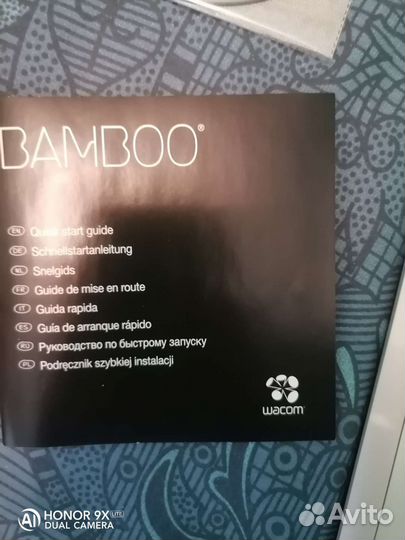 BAMBOO®
EN Quick start guide
DE Schnellstartanleitung
NL Snelgids
FR Guide de mise en route
IT Guida rapida
ES Guía de arranque rápido
RU Руководство по быстрому запуску
PL Podręcznik szybkiej instalacji
wacom
AI HONOR 9X LITE
DUAL CAMERA
Avito